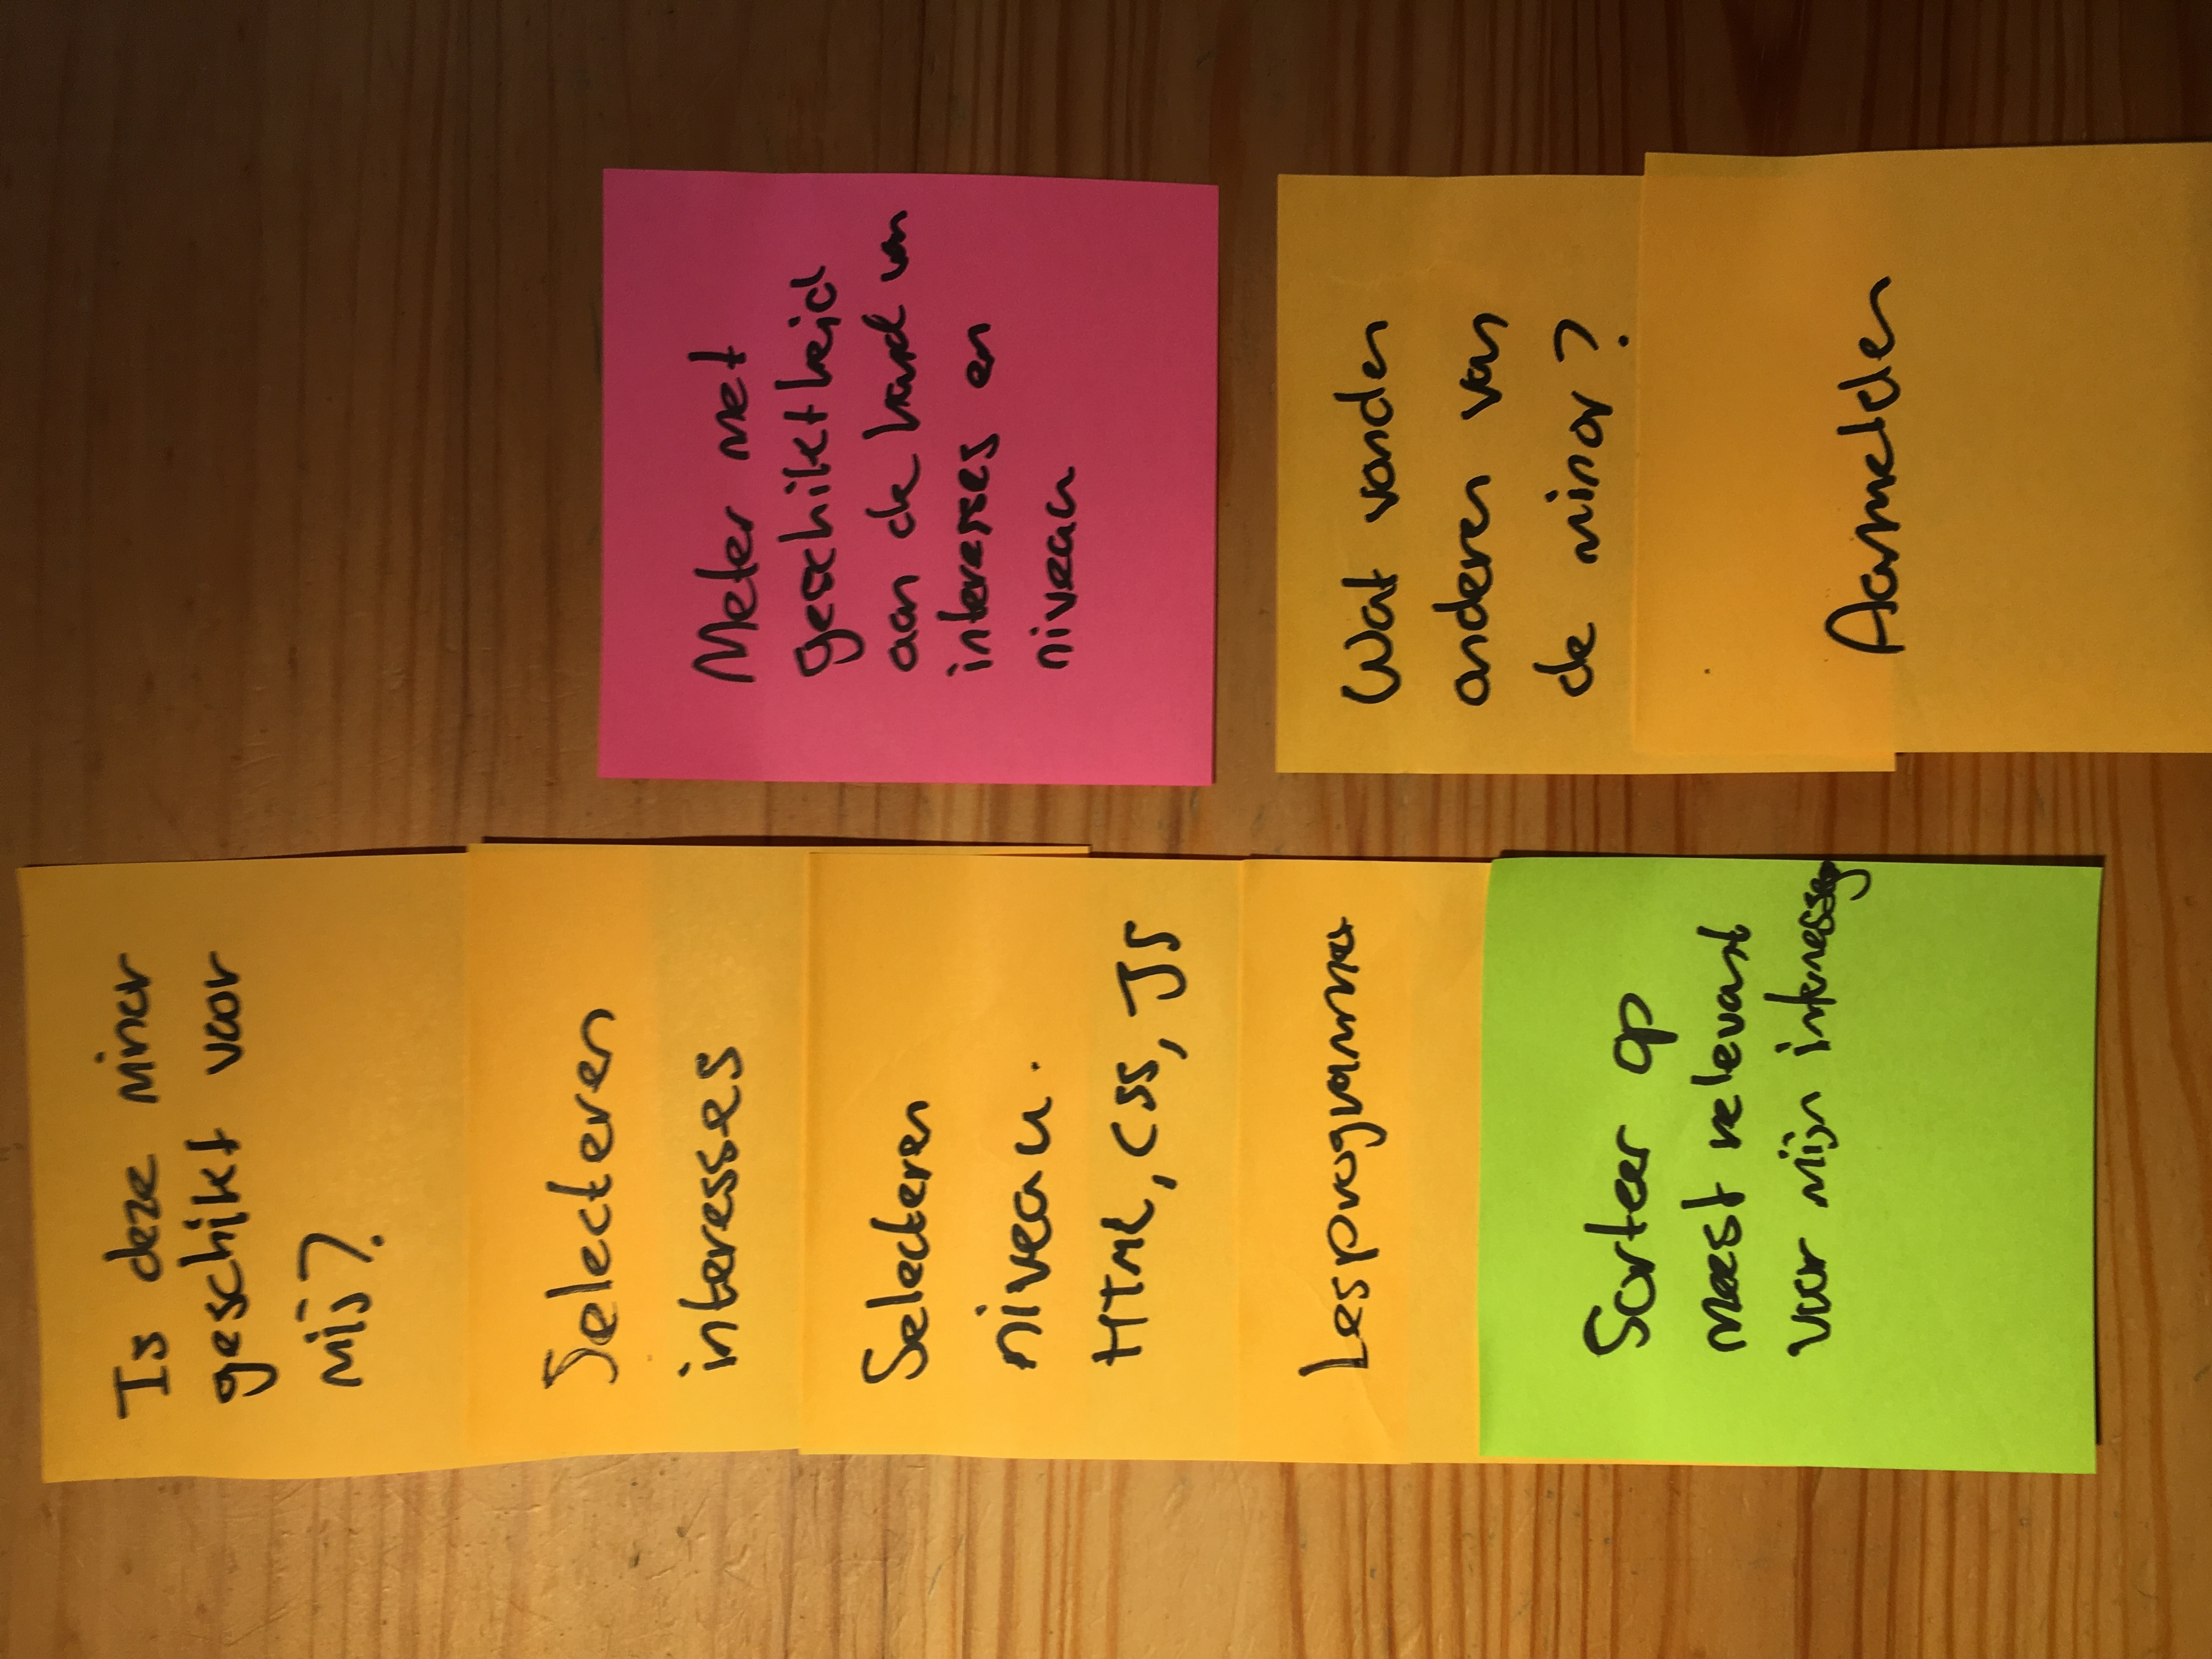 Is deze minor
geschikt voor
mij?
Selecteren
interesses
Selecteren
niveau.
HTML, CSS, JS
Lesprogramma
Sorteer op
meest relevant
voor mijn interesses
Meter met
geschiktheid
aan de hand van
interesses en
niveau
Wat vonden
anderen van
de minor?
Aanmelden